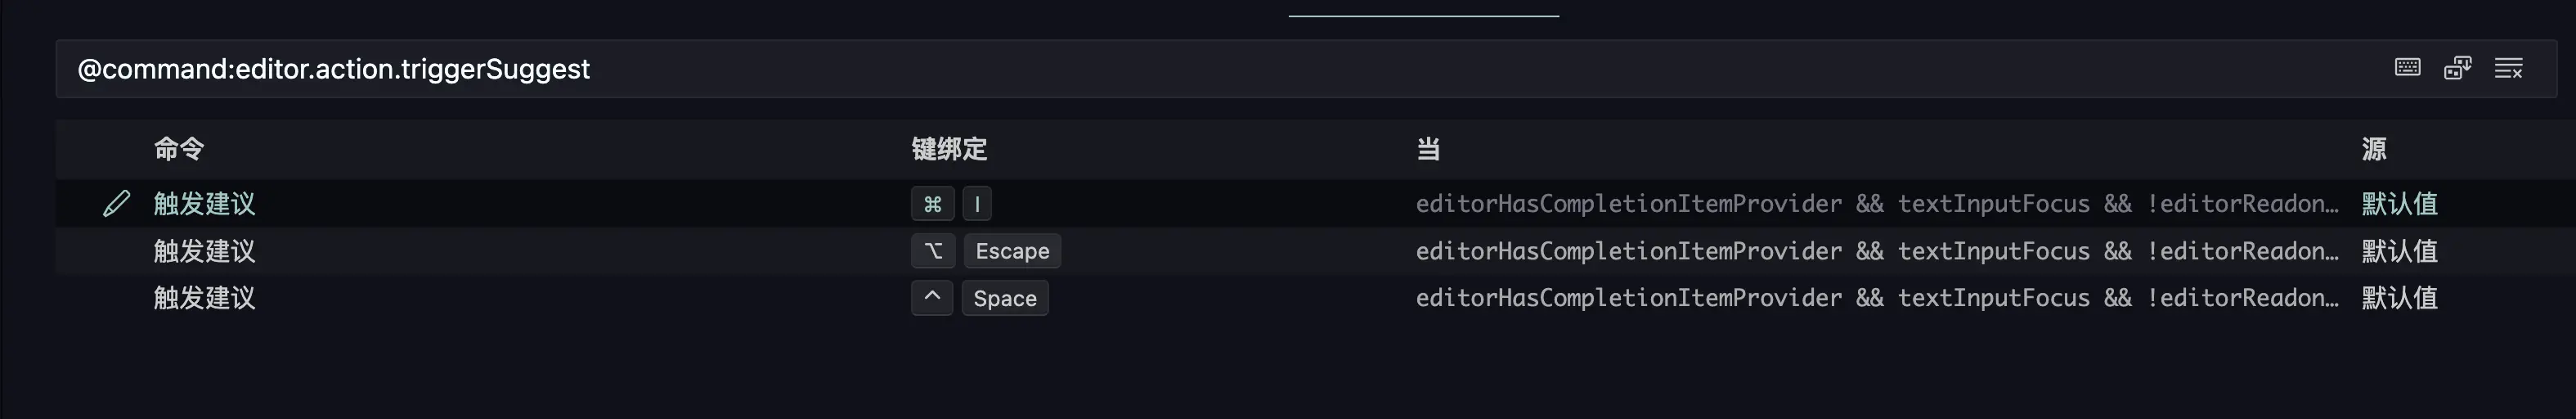 @command:editor.action.triggerSuggest
命令 键绑定 当 源
触发建议 ⌘ I editorHasCompletionItemProvider && textInputFocus && !editorReadon… 默认值
触发建议 ⌥ Escape editorHasCompletionItemProvider && textInputFocus && !editorReadon… 默认值
触发建议 ^ Space editorHasCompletionItemProvider && textInputFocus && !editorReadon… 默认值